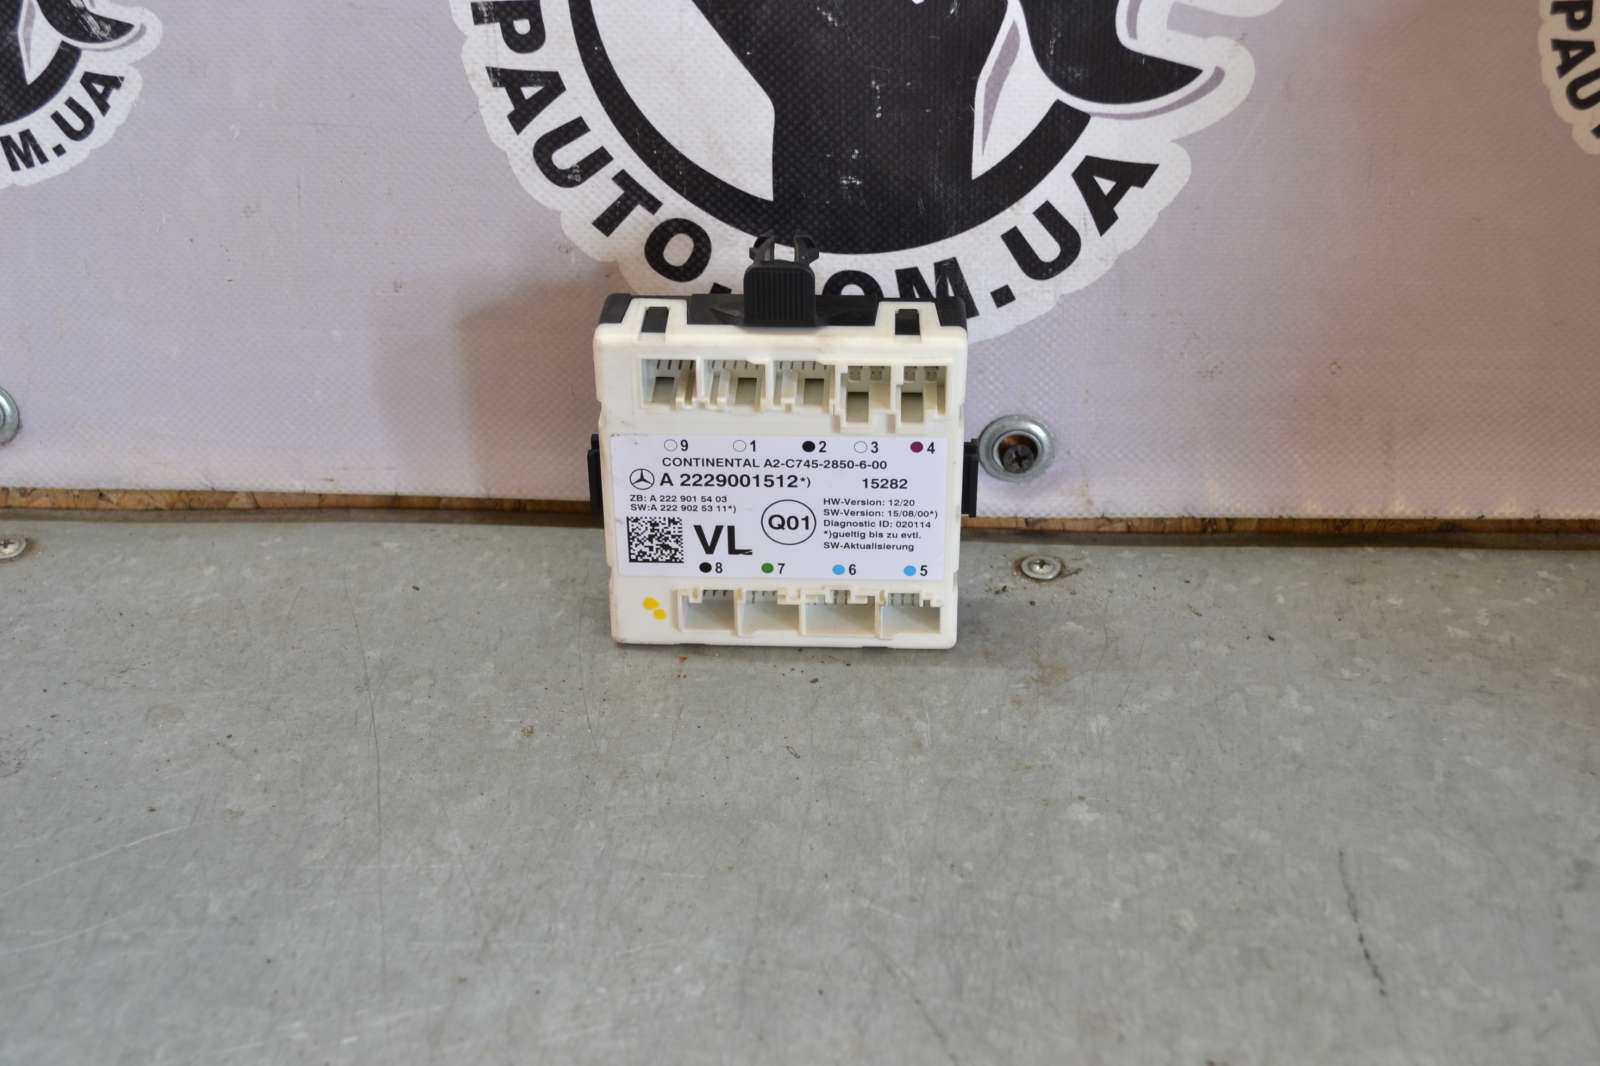 PAUTO.COM.UA
M.UA
PAU
9 1 2 3 4
CONTINENTAL A2-C745-2850-6-00
A 2229001512*) 15282
ZB: A 222 901 54 03
SW:A 222 902 53 11*)
HW-Version: 12/20
SW-Version: 15/08/00*)
Diagnostic ID: 020114
*)gueltig bis zu evtl.
SW-Aktualisierung
Q01
VL
8 7 6 5